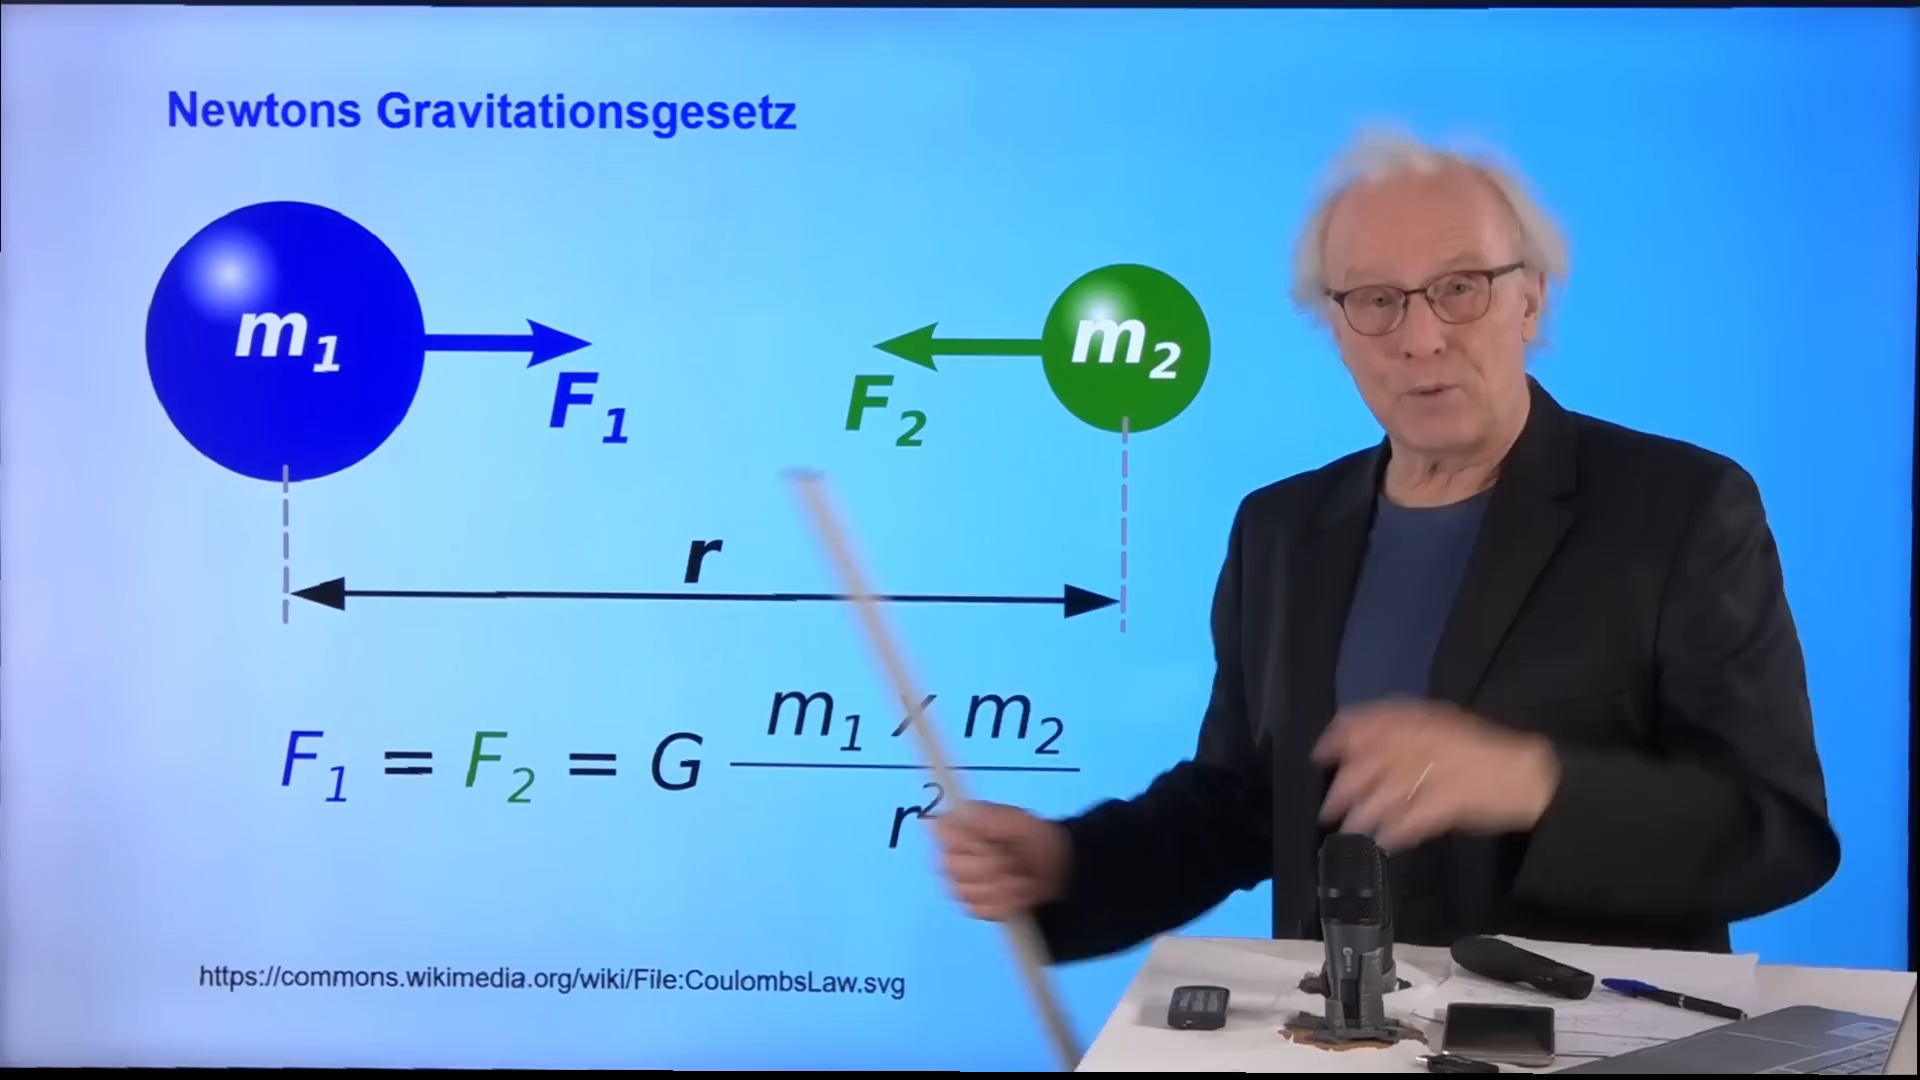 Newtons Gravitationsgesetz
m₁
m₂
F₁
F₂
r
F₁ = F₂ = G m₁ × m₂
r²
https://commons.wikimedia.org/wiki/File:CoulombsLaw.svg